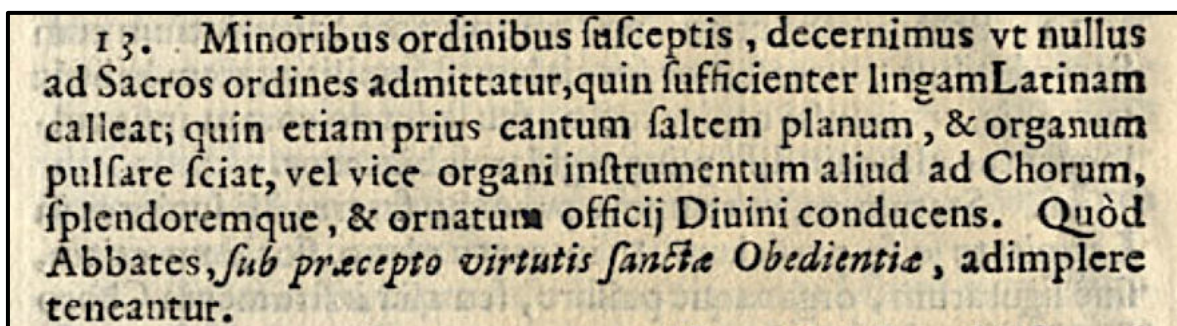 13. Minoribus ordinibus ſuſceptis, decernimus vt nullus
ad Sacros ordines admittatur,quin ſufficienter lingam Latinam
calleat; quin etiam prius cantum ſaltem planum, & organum
pulſare ſciat, vel vice organi inſtrumentum aliud ad Chorum,
ſplendoremque, & ornatum officij Diuini conducens. Quòd
Abbates, ſub præcepto virtutis ſanctæ Obedientiæ, adimplere
teneantur.